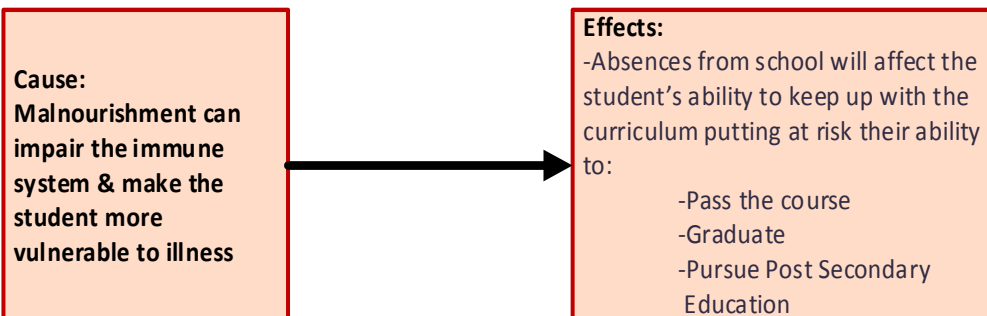 Cause:
Malnourishment can
impair the immune
system & make the
student more
vulnerable to illness
Effects:
-Absences from school will affect the
student’s ability to keep up with the
curriculum putting at risk their ability
to:
-Pass the course
-Graduate
-Pursue Post Secondary
Education